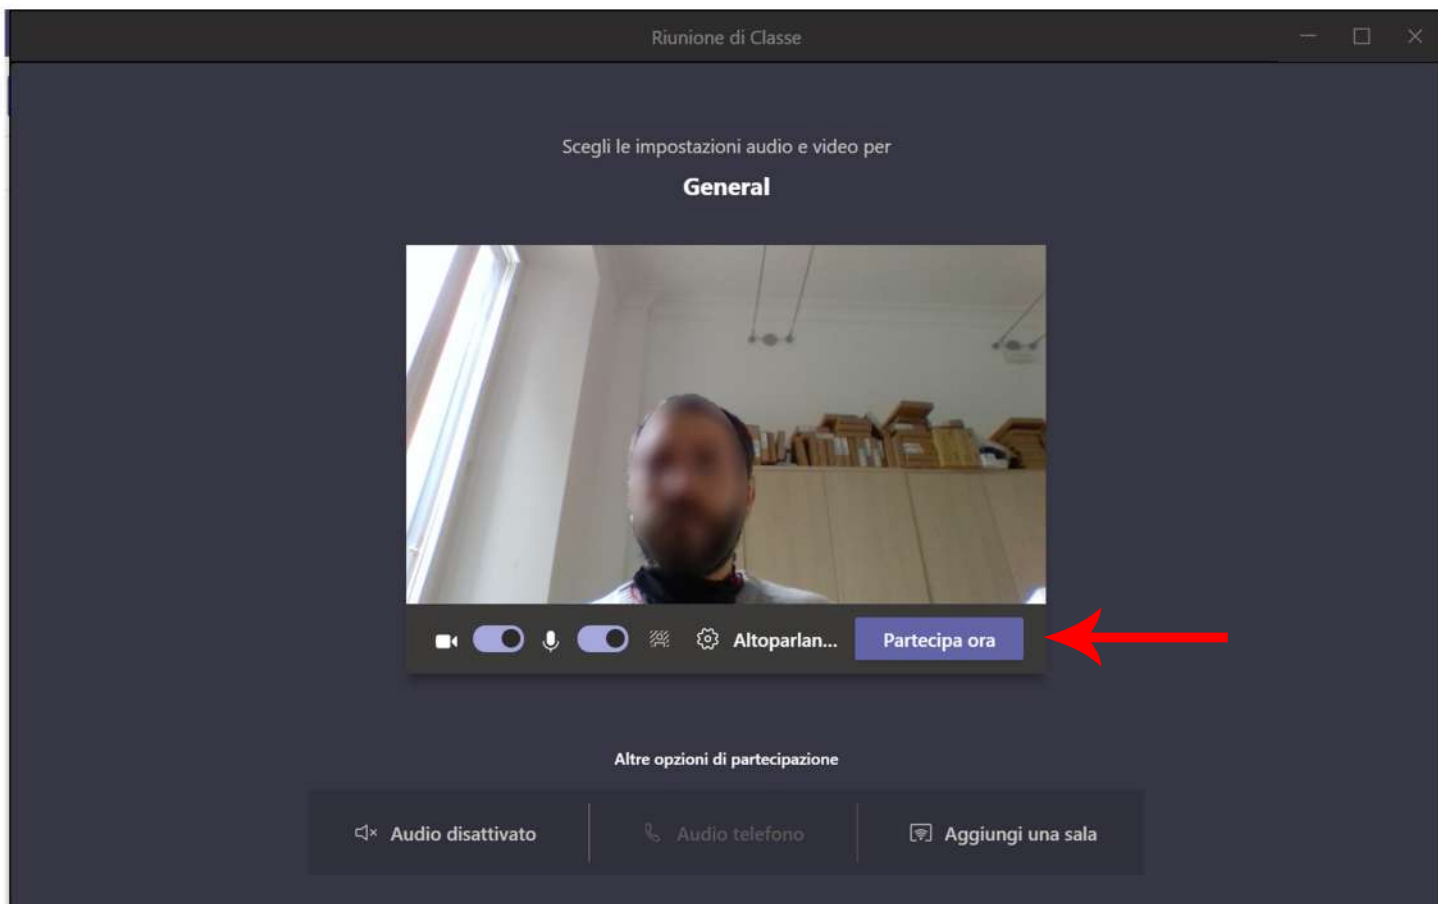 Riunione di Classe
Scegli le impostazioni audio e video per
General
Altoparlan...
Partecipa ora
Altre opzioni di partecipazione
Audio disattivato
Audio telefono
Aggiungi una sala